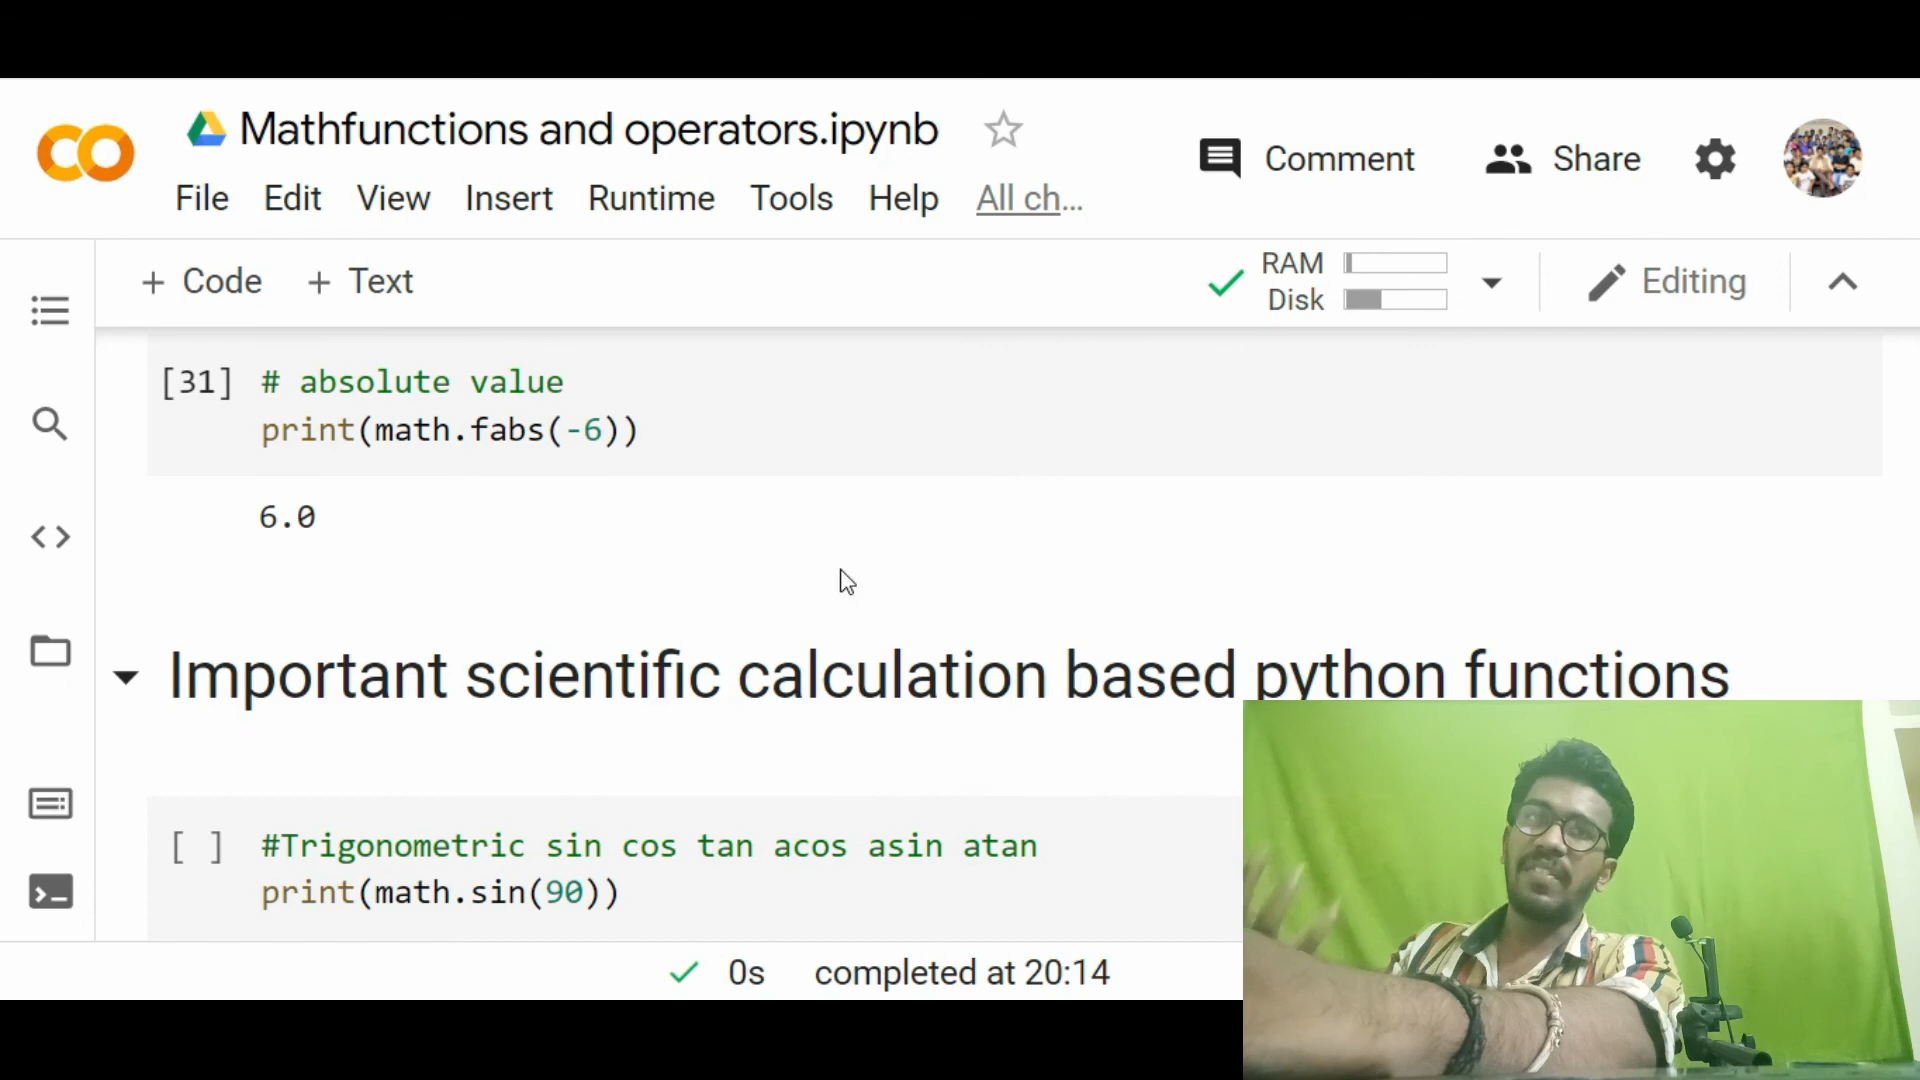 Mathfunctions and operators.ipynb
Comment
Share
File Edit View Insert Runtime Tools Help All ch...
+ Code + Text
RAM
Disk
Editing
[31] # absolute value
print(math.fabs(-6))
6.0
Important scientific calculation based python functions
[ ] #Trigonometric sin cos tan acos asin atan
print(math.sin(90))
0s completed at 20:14